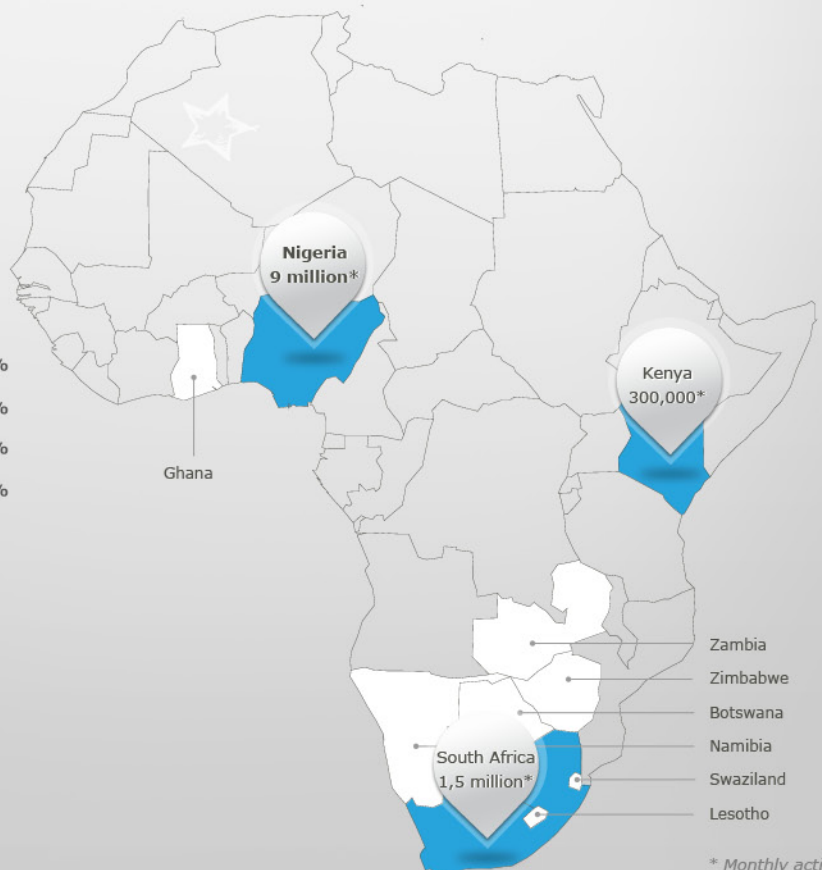 Nigeria
9 million*
%
Kenya
300,000*
%
%
Ghana
%
Zambia
Zimbabwe
Botswana
Namibia
South Africa
1,5 million*
Swaziland
Lesotho
* Monthly acti